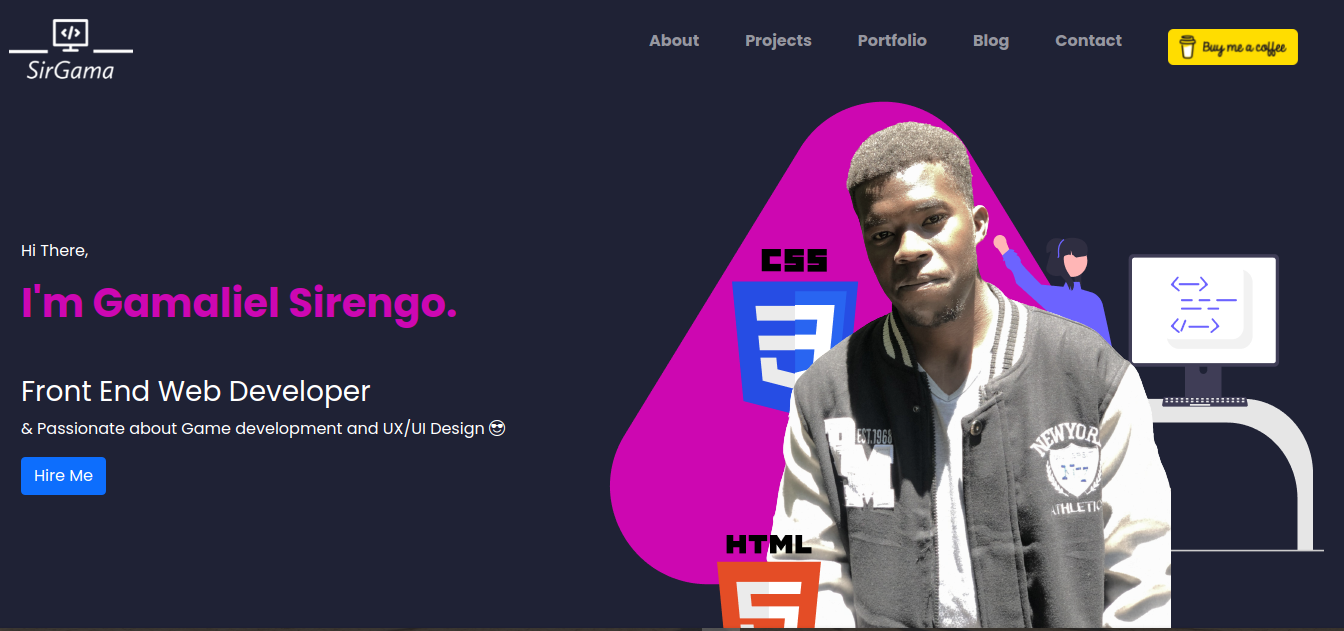 </>
SirGama
About
Projects
Portfolio
Blog
Contact
Buy me a coffee
Hi There,
I'm Gamaliel Sirengo.
Front End Web Developer
& Passionate about Game development and UX/UI Design 😎
Hire Me
CSS
3
EST.1968
M
NEWYOR
ATHLETIC
HTML
5